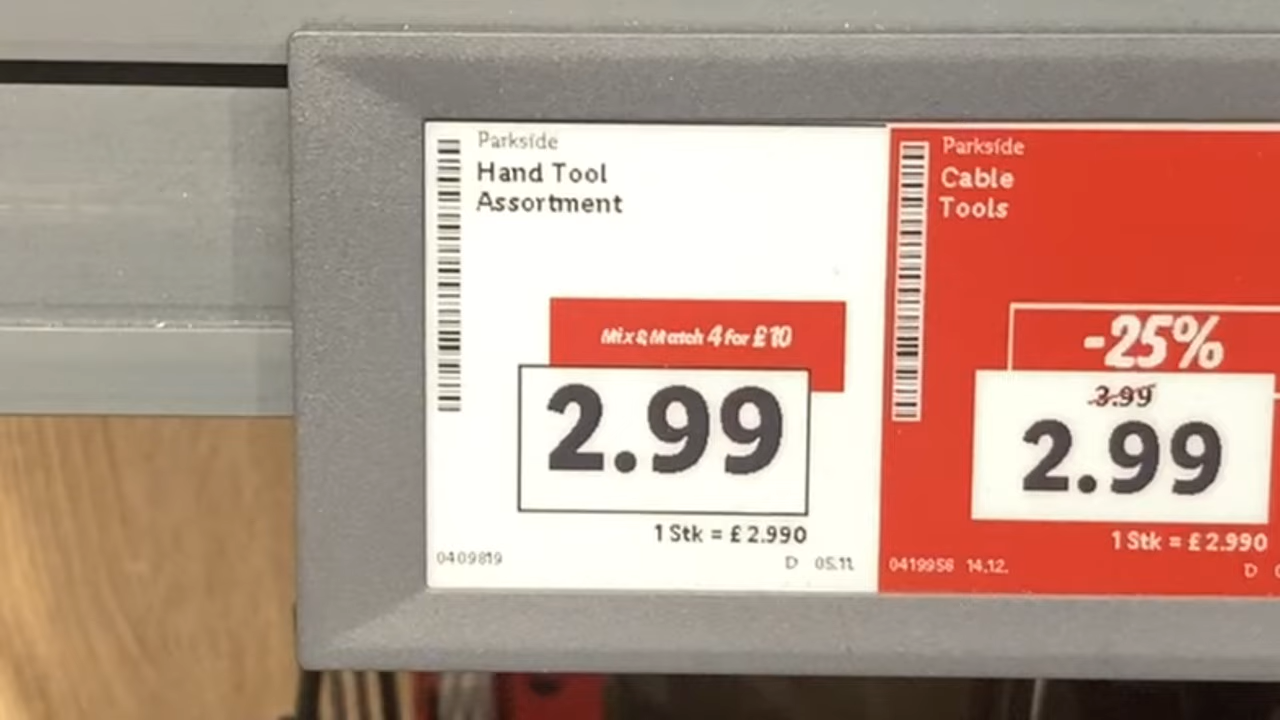 Parkside
Hand Tool
Assortment
Mix & Match 4 for £10
2.99
1 Stk = £ 2.990
0409819 D 05.11.
Parkside
Cable
Tools
-25%
3.99
2.99
1 Stk = £ 2.990
0419956 14.12. D